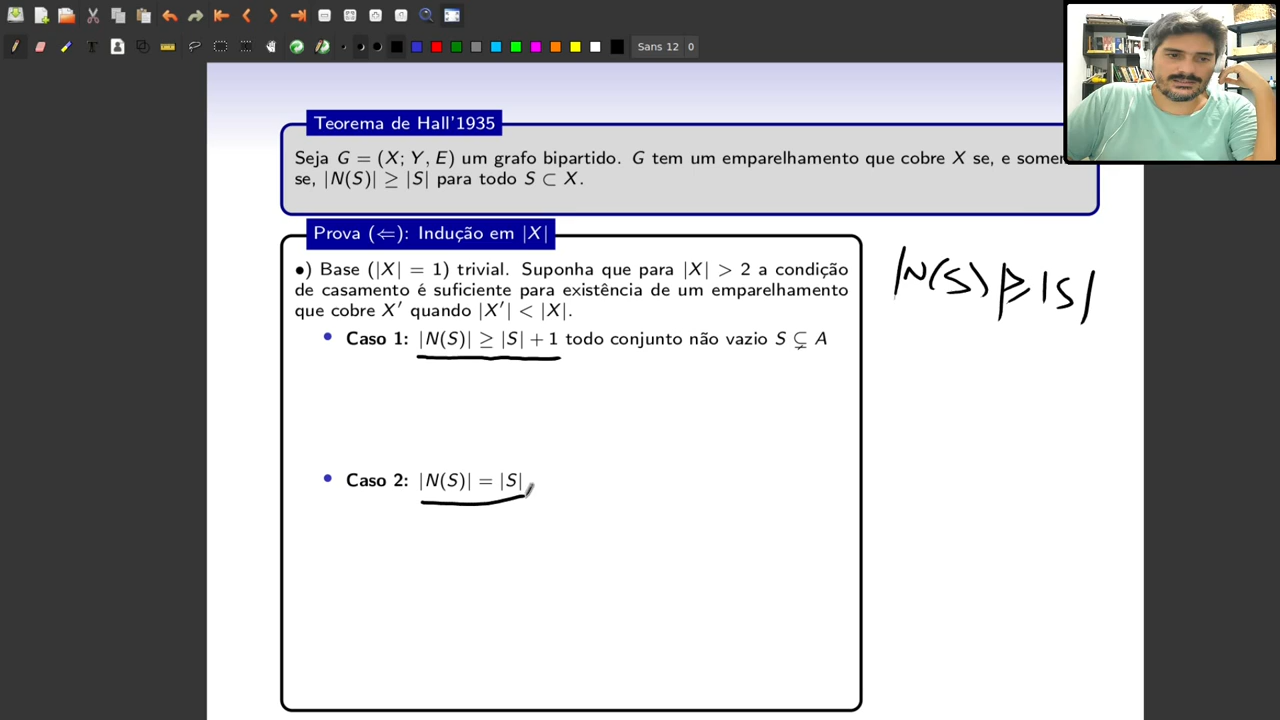 Sans 12 0
Teorema de Hall'1935
Seja G = (X; Y, E) um grafo bipartido. G tem um emparelhamento que cobre X se, e somen
se, |N(S)| ≥ |S| para todo S ⊂ X.
Prova (⇐): Indução em |X|
•) Base (|X| = 1) trivial. Suponha que para |X| > 2 a condição
de casamento é suficiente para existência de um emparelhamento
que cobre X′ quando |X′| < |X|.
• Caso 1: |N(S)| ≥ |S| + 1 todo conjunto não vazio S ⊊ A
• Caso 2: |N(S)| = |S|
|N(S)| ≥ |S|